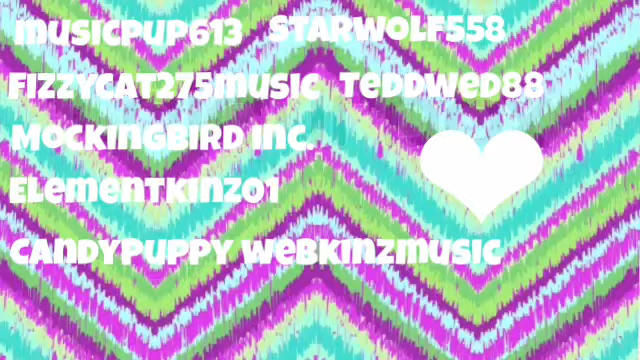 musicpup613 starwolf558
fizzycat275music teddwed88
mockingbird inc.
elementkinz01
candypuppy webkinzmusic